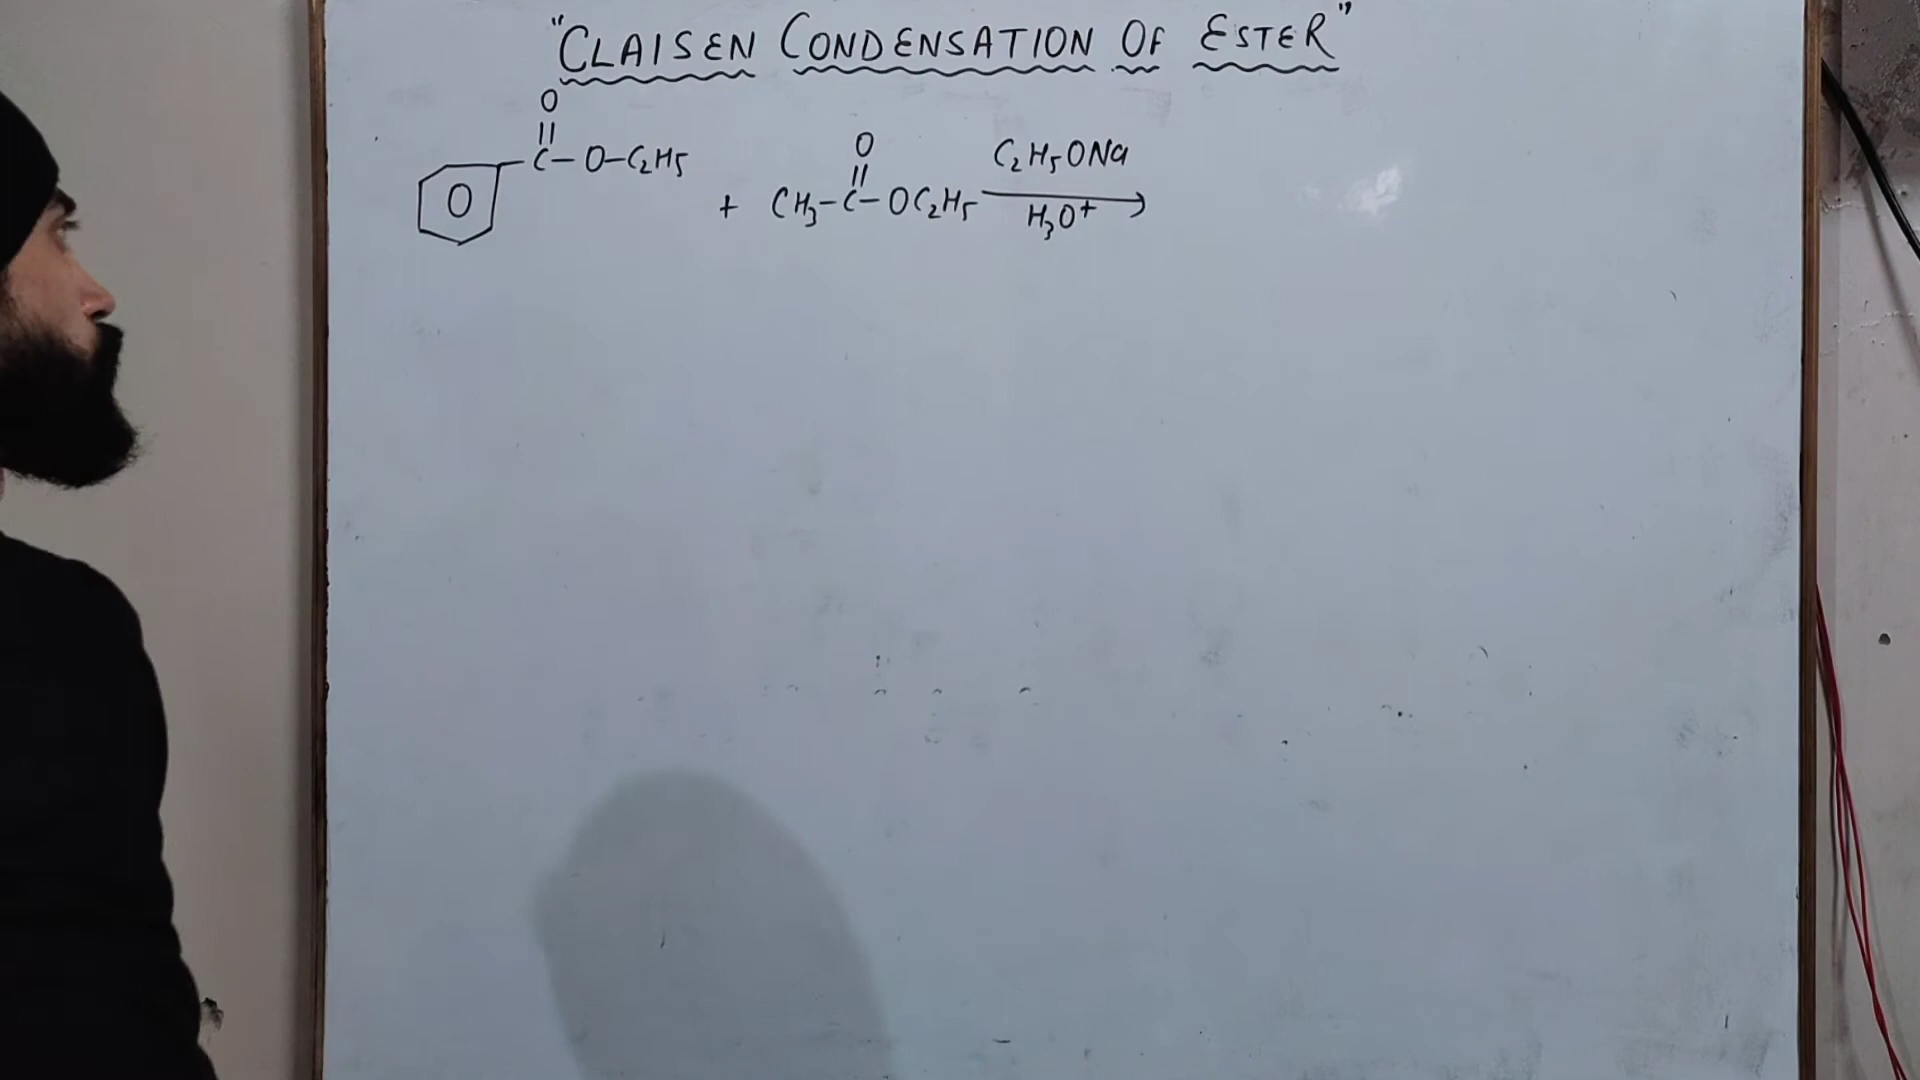 "CLAISEN CONDENSATION OF ESTER"
O
||
C-O-C₂H₅
O
+
O
||
CH₃-C-OC₂H₅
C₂H₅ONa
H₃O⁺
→